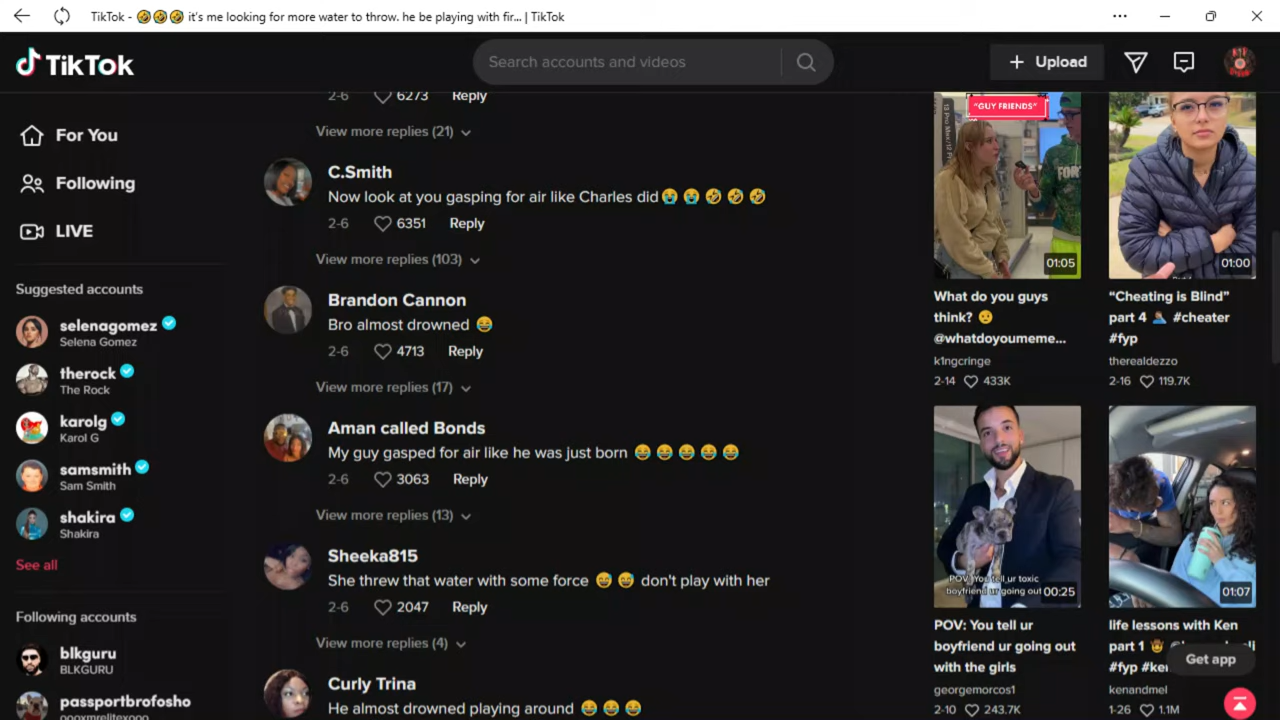 TikTok - 🤣🤣🤣 it's me looking for more water to throw. he be playing with fir... | TikTok
TikTok
Search accounts and videos
Upload
For You
Following
LIVE
Suggested accounts
selenagomez
Selena Gomez
therock
The Rock
karolg
Karol G
samsmith
Sam Smith
shakira
Shakira
See all
Following accounts
blkguru
BLKGURU
passportbrofosho
2-6 6273 Reply
View more replies (21)
C.Smith
Now look at you gasping for air like Charles did😭😭🤣🤣🤣
2-6 6351 Reply
View more replies (103)
Brandon Cannon
Bro almost drowned 😂
2-6 4713 Reply
View more replies (17)
Aman called Bonds
My guy gasped for air like he was just born 😂😂😂😂😂
2-6 3063 Reply
View more replies (13)
Sheeka815
She threw that water with some force 😅😅 don't play with her
2-6 2047 Reply
View more replies (4)
Curly Trina
He almost drowned playing around 😂😂😂
"GUY FRIENDS"
01:05
What do you guys
think? 🫢
@whatdoyoumeme...
k1ngcringe
2-14 433K
01:00
"Cheating is Blind"
part 4 🤦🏻‍♂️ #cheater
#fyp
therealdezzo
2-16 119.7K
POV: You tell ur toxic
boyfriend ur going out
00:25
POV: You tell ur
boyfriend ur going out
with the girls
georgemorcos1
2-10 243.7K
01:07
life lessons with Ken
part 1 🤠
#fyp
kenandmel
1-26 1.1M
Get app